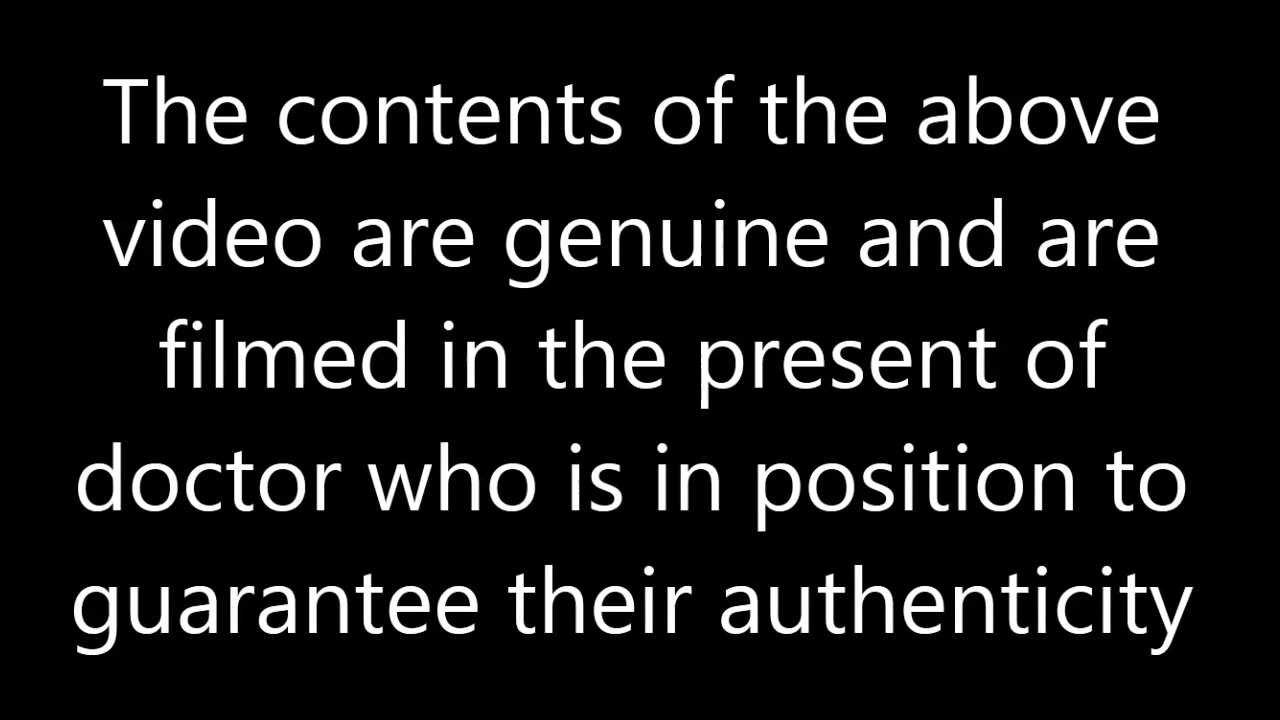 The contents of the above
video are genuine and are
filmed in the present of
doctor who is in position to
guarantee their authenticity